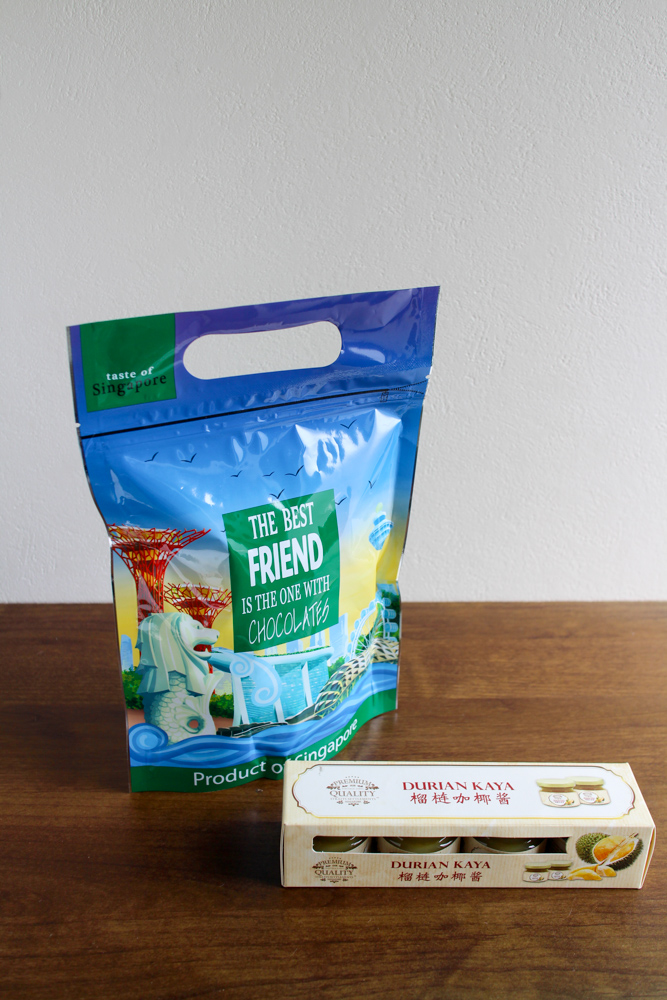 taste of
Singapore
THE BEST
FRIEND
IS THE ONE WITH
CHOCOLATES
Product of Singapore
PREMIUM
QUALITY
DURIAN KAYA
榴梿咖椰酱
PREMIUM
QUALITY
DURIAN KAYA
榴梿咖椰酱